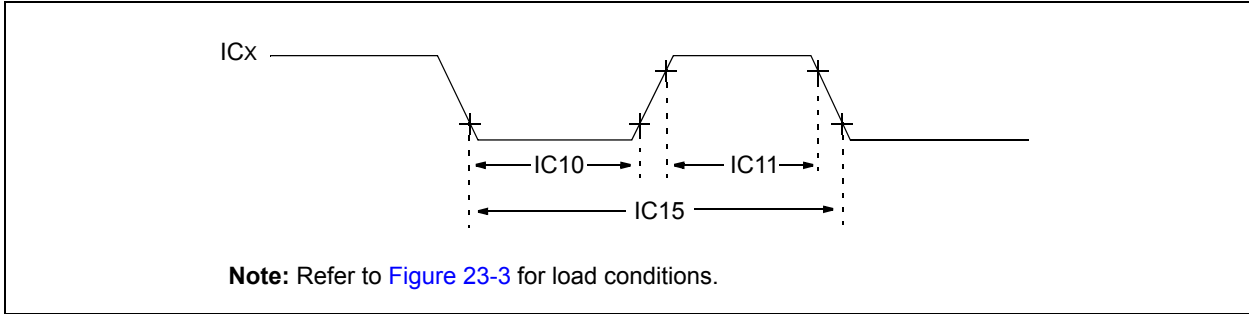 ICx
IC10
IC11
IC15
Note: Refer to Figure 23-3 for load conditions.